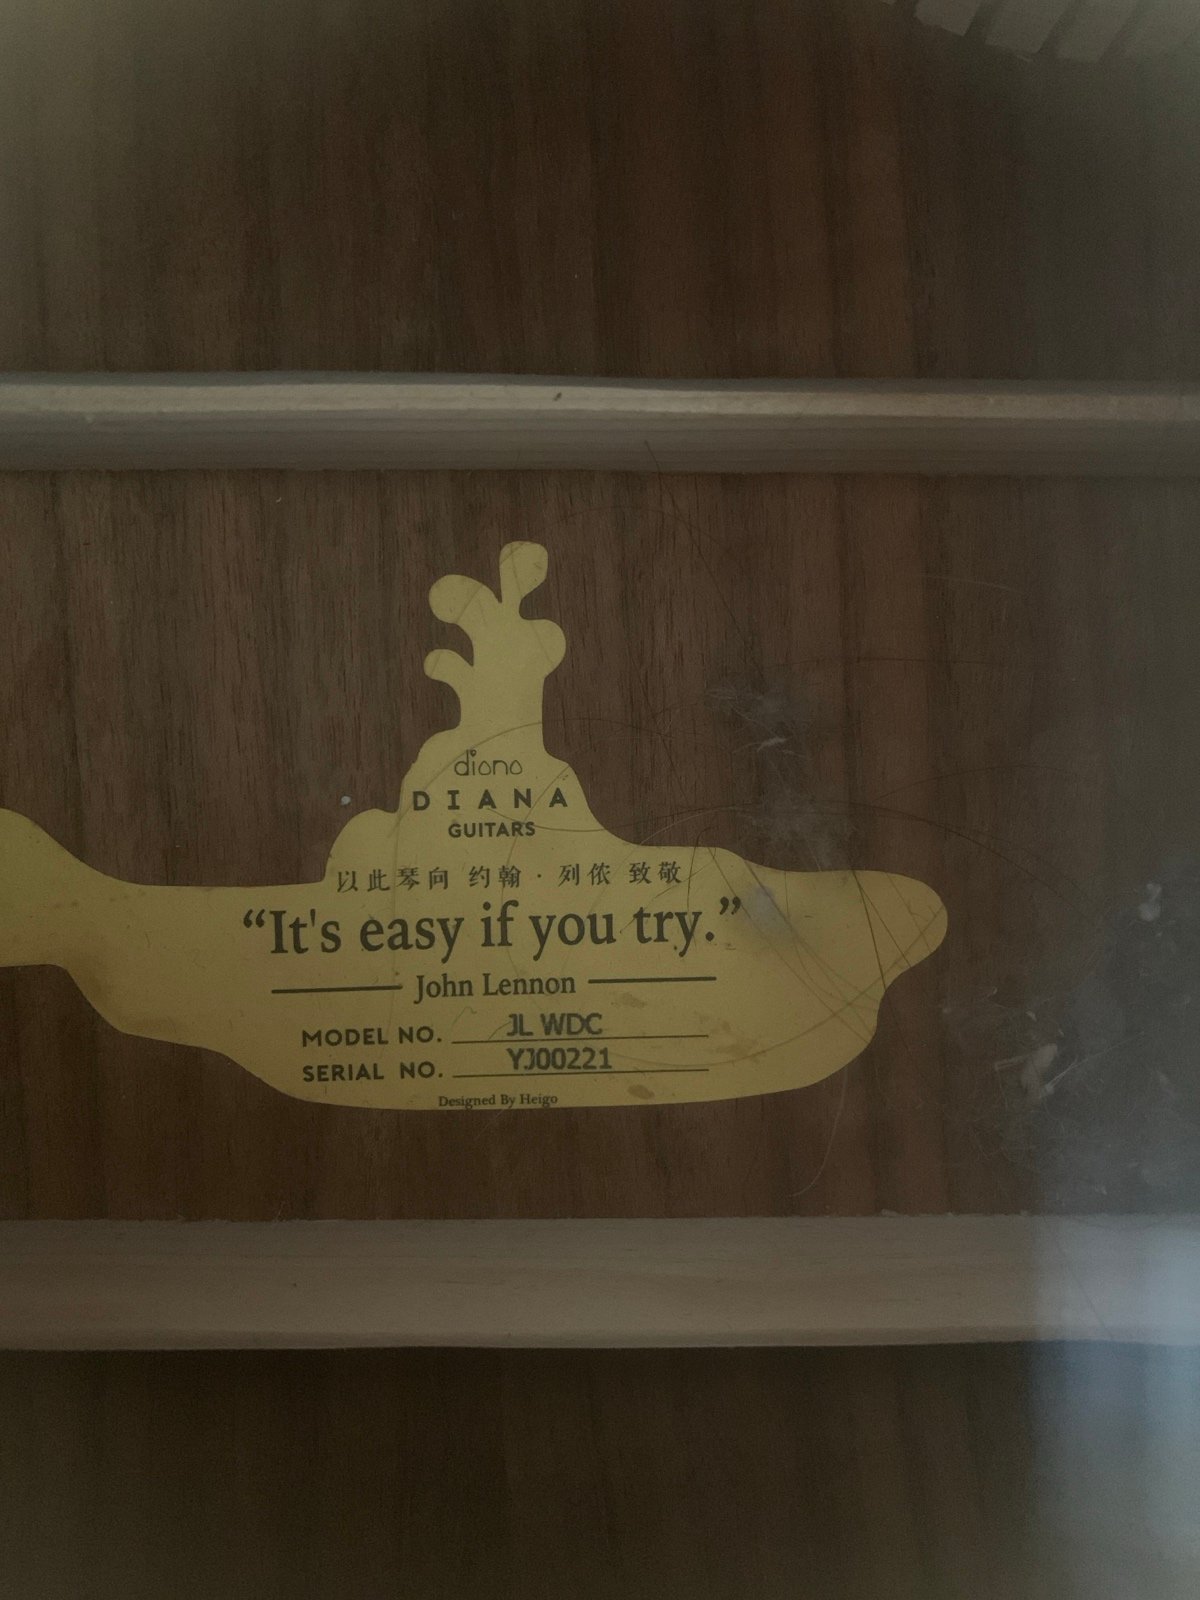 diana
DIANA
GUITARS
以此琴向 约翰·列侬 致敬
“It's easy if you try.”
John Lennon
MODEL NO. JL WDC
SERIAL NO. YJ00221
Designed By Heigo